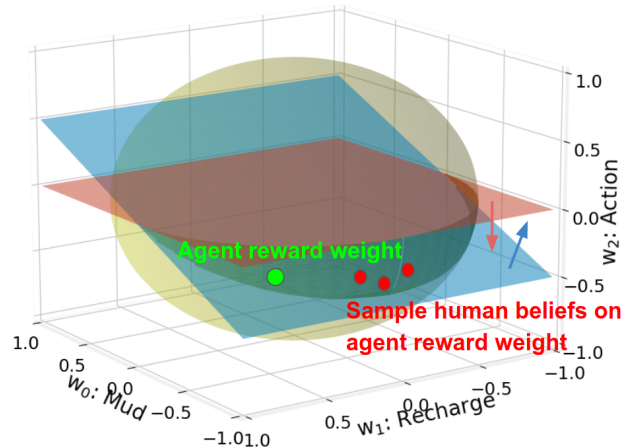 1.0
0.5
0.0
-0.5
-1.0
w₂: Action
Agent reward weight
Sample human beliefs on
agent reward weight
1.0
0.5
0.0
-0.5
-1.0
w₀: Mud
1.0
0.5
0.0
-0.5
-1.0
w₁: Recharge